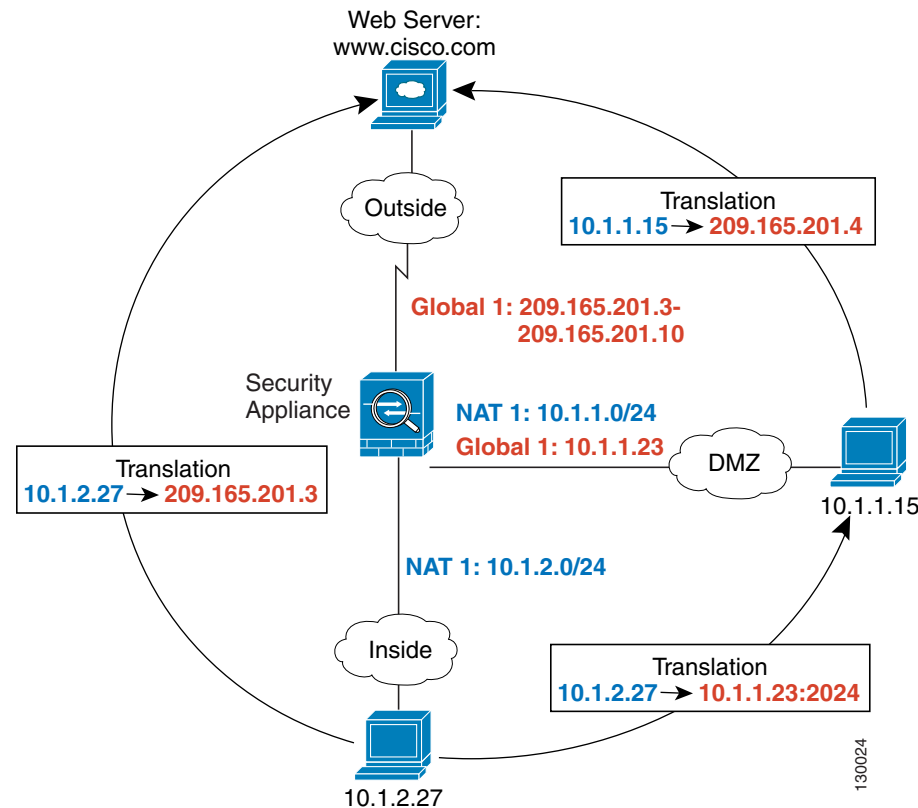 Web Server:
www.cisco.com
Outside
Translation
10.1.1.15 → 209.165.201.4
Global 1: 209.165.201.3-
209.165.201.10
Security
Appliance
NAT 1: 10.1.1.0/24
Global 1: 10.1.1.23
DMZ
10.1.1.15
Translation
10.1.2.27 → 209.165.201.3
NAT 1: 10.1.2.0/24
Inside
Translation
10.1.2.27 → 10.1.1.23:2024
10.1.2.27
130024